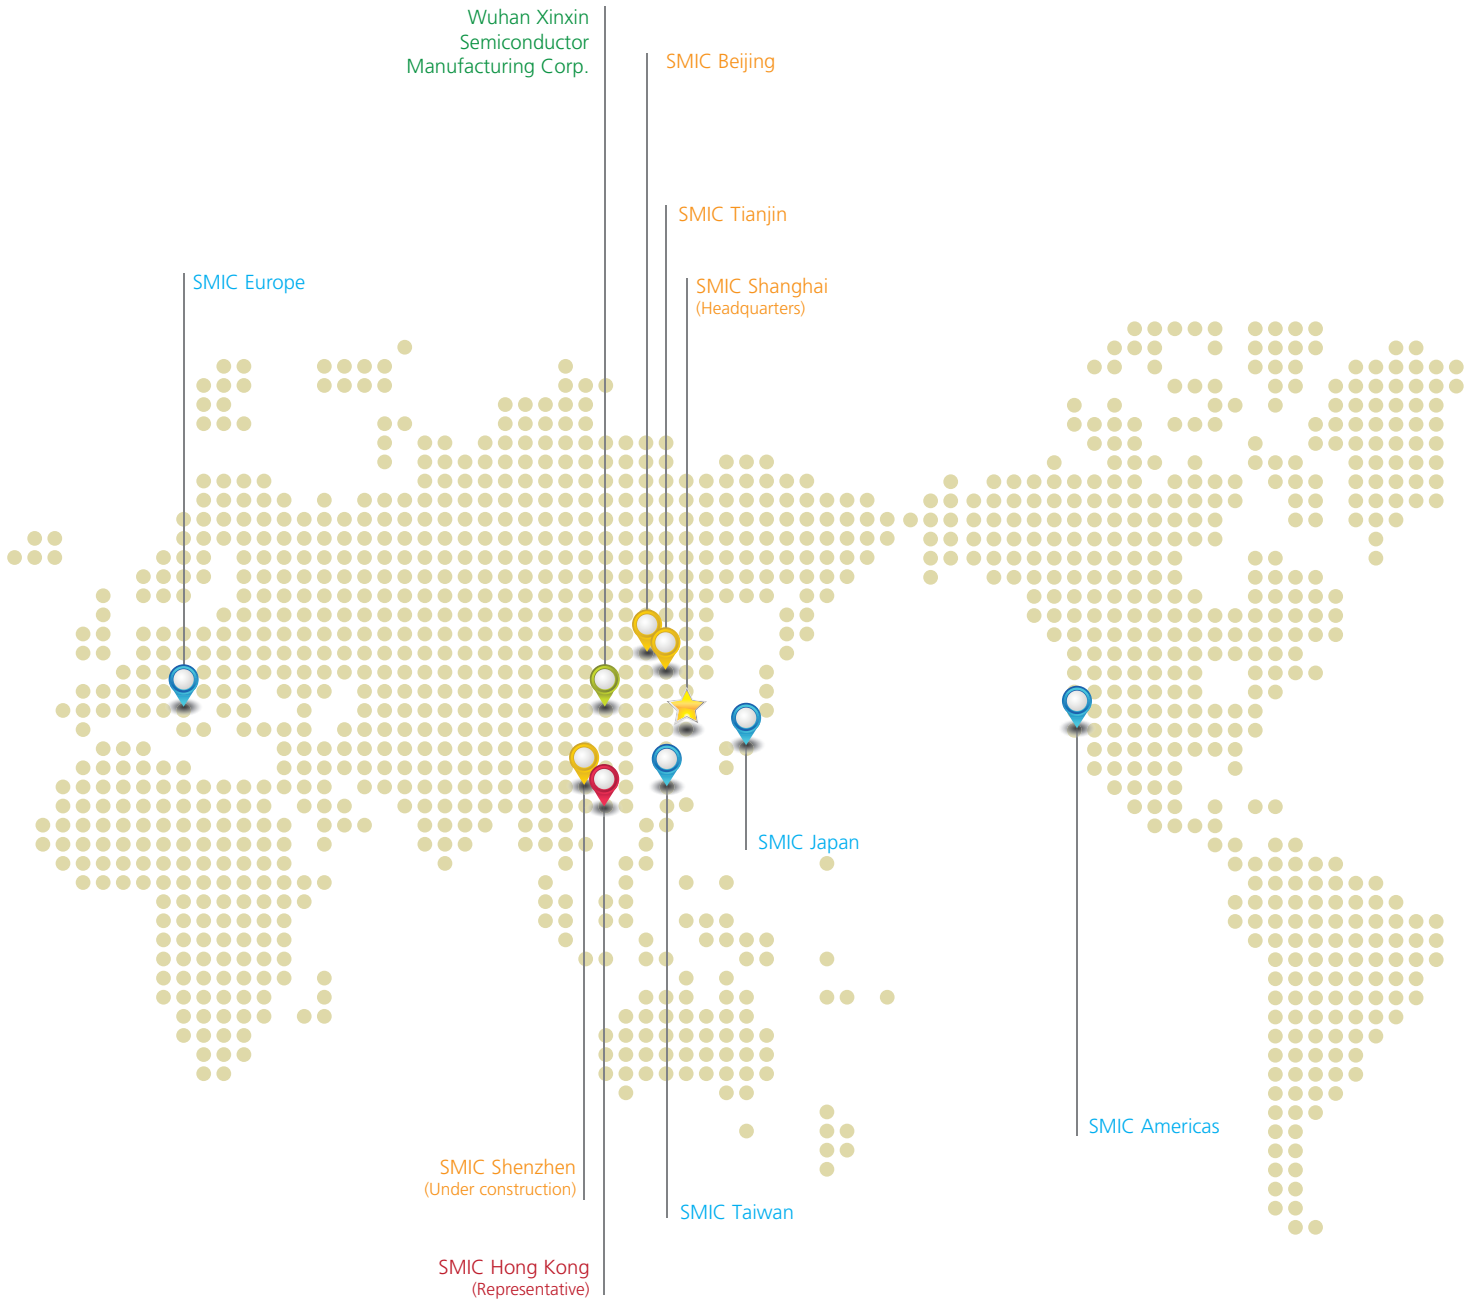 Wuhan Xinxin
Semiconductor
Manufacturing Corp.
SMIC Beijing
SMIC Tianjin
SMIC Europe
SMIC Shanghai
(Headquarters)
SMIC Japan
SMIC Americas
SMIC Shenzhen
(Under construction)
SMIC Taiwan
SMIC Hong Kong
(Representative)